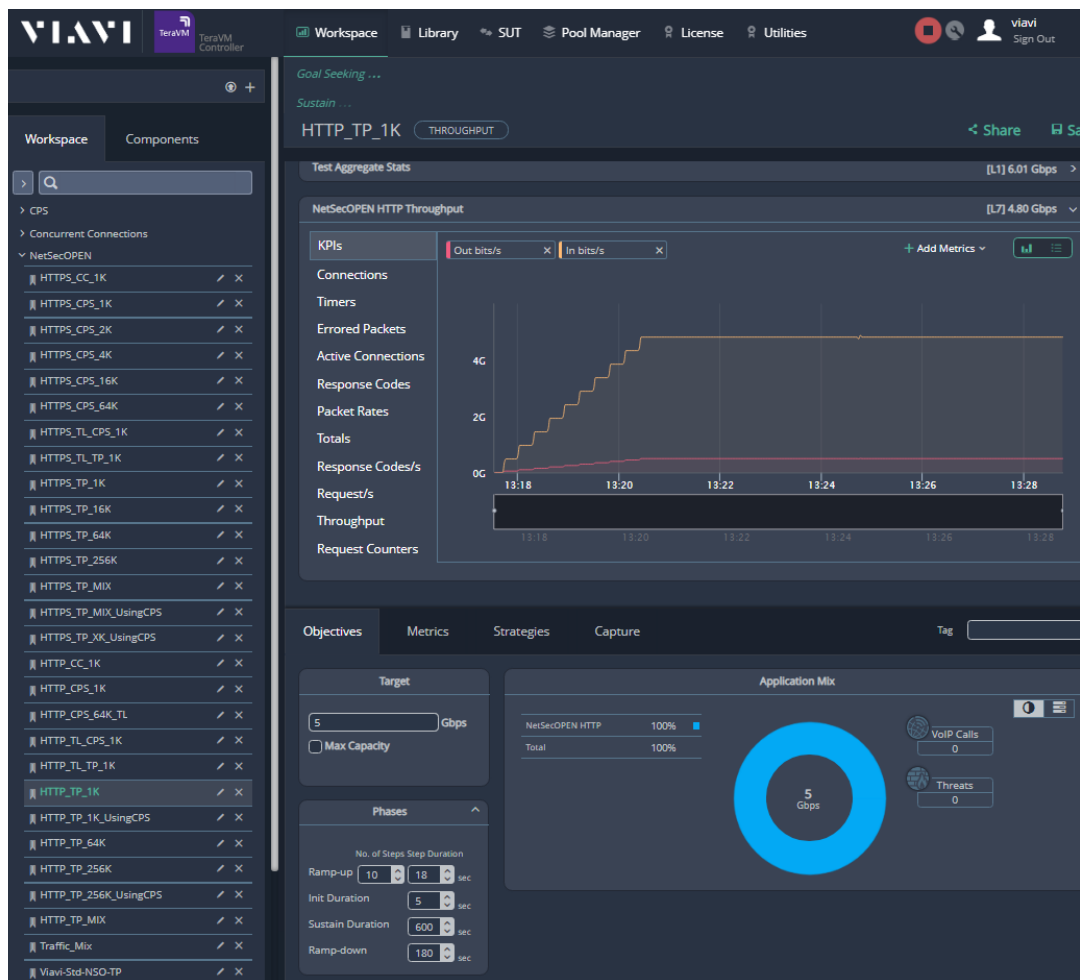 VIAVI
TeraVM
TeraVM
Controller
Workspace
Library
SUT
Pool Manager
License
Utilities
viavi
Sign Out
Goal Seeking ...
Sustain ...
HTTP_TP_1K
THROUGHPUT
Share
Sa
Workspace
Components
CPS
Concurrent Connections
NetSecOPEN
HTTPS_CC_1K
HTTPS_CPS_1K
HTTPS_CPS_2K
HTTPS_CPS_4K
HTTPS_CPS_16K
HTTPS_CPS_64K
HTTPS_TL_CPS_1K
HTTPS_TL_TP_1K
HTTPS_TP_1K
HTTPS_TP_16K
HTTPS_TP_64K
HTTPS_TP_256K
HTTPS_TP_MIX
HTTPS_TP_MIX_UsingCPS
HTTPS_TP_XK_UsingCPS
HTTP_CC_1K
HTTP_CPS_1K
HTTP_CPS_64K_TL
HTTP_TL_CPS_1K
HTTP_TL_TP_1K
HTTP_TP_1K
HTTP_TP_1K_UsingCPS
HTTP_TP_64K
HTTP_TP_256K
HTTP_TP_256K_UsingCPS
HTTP_TP_MIX
Traffic_Mix
Viavi-Std-NSO-TP
Test Aggregate Stats
[L1] 6.01 Gbps
NetSecOPEN HTTP Throughput
[L7] 4.80 Gbps
KPIs
Connections
Timers
Errored Packets
Active Connections
Response Codes
Packet Rates
Totals
Response Codes/s
Request/s
Throughput
Request Counters
Out bits/s
In bits/s
Add Metrics
4G
2G
0G
13:18 13:20 13:22 13:24 13:26 13:28
13:18 13:20 13:22 13:24 13:26 13:28
Objectives
Metrics
Strategies
Capture
Tag
Target
5 Gbps
Max Capacity
Phases
No. of Steps Step Duration
Ramp-up 10 18 sec
Init Duration 5 sec
Sustain Duration 600 sec
Ramp-down 180 sec
Application Mix
NetSecOPEN HTTP 100%
Total 100%
5
Gbps
VoIP Calls
0
Threats
0